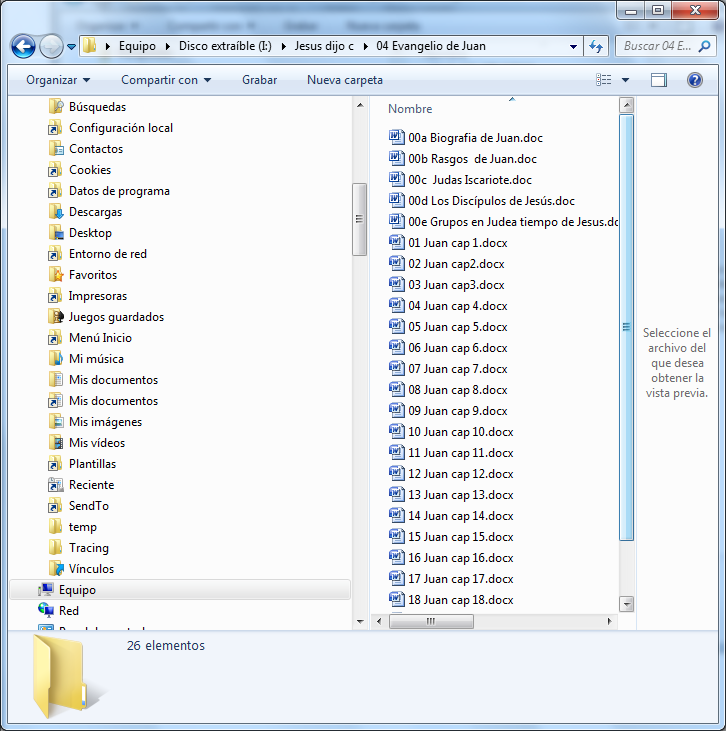 Equipo Disco extraíble (I:) Jesus dijo c 04 Evangelio de Juan
Buscar 04 E...
Organizar Compartir con Grabar Nueva carpeta
Búsquedas
Configuración local
Contactos
Cookies
Datos de programa
Descargas
Desktop
Entorno de red
Favoritos
Impresoras
Juegos guardados
Menú Inicio
Mi música
Mis documentos
Mis documentos
Mis imágenes
Mis vídeos
Plantillas
Reciente
SendTo
temp
Tracing
Vínculos
Equipo
Red
Nombre
00a Biografia de Juan.doc
00b Rasgos  de Juan.doc
00c  Judas Iscariote.doc
00d Los Discípulos de Jesús.doc
00e Grupos en Judea tiempo de Jesus.dc
01 Juan cap 1.docx
02 Juan cap2.docx
03 Juan cap3.docx
04 Juan cap 4.docx
05 Juan cap 5.docx
06 Juan cap 6.docx
07 Juan cap 7.docx
08 Juan cap 8.docx
09 Juan cap 9.docx
10 Juan cap 10.docx
11 Juan cap 11.docx
12 Juan cap 12.docx
13 Juan cap 13.docx
14 Juan cap 14.docx
15 Juan cap 15.docx
16 Juan cap 16.docx
17 Juan cap 17.docx
18 Juan cap 18.docx
Seleccione el
archivo del
que desea
obtener la
vista previa.
26 elementos